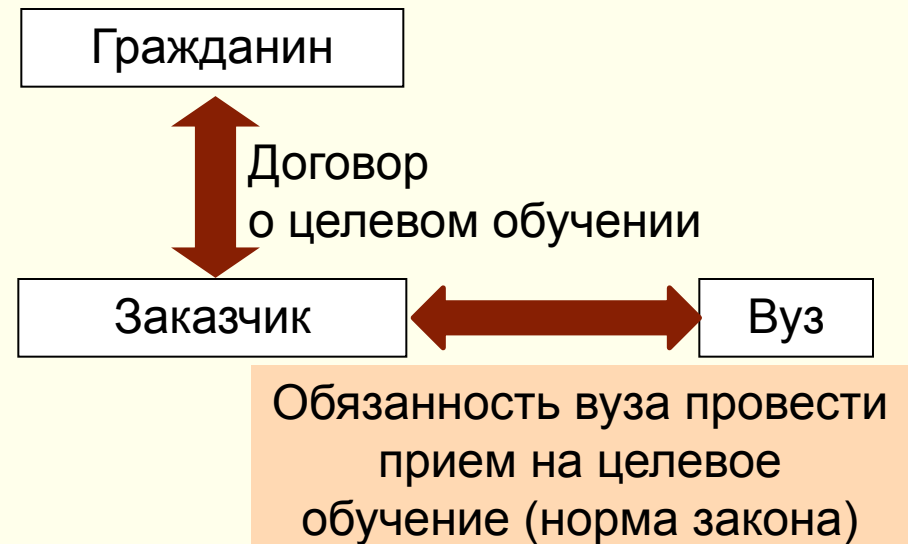 Гражданин
Договор
о целевом обучении
Заказчик
Вуз
Обязанность вуза провести
прием на целевое
обучение (норма закона)